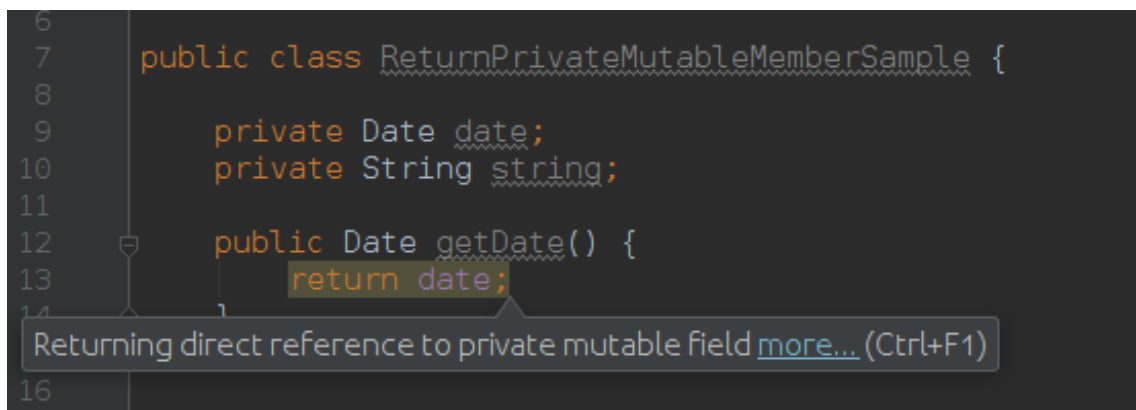 6
7 public class ReturnPrivateMutableMemberSample {
8
9 private Date date;
10 private String string;
11
12 public Date getDate() {
13 return date;
14 }
Returning direct reference to private mutable field more... (Ctrl+F1)
16